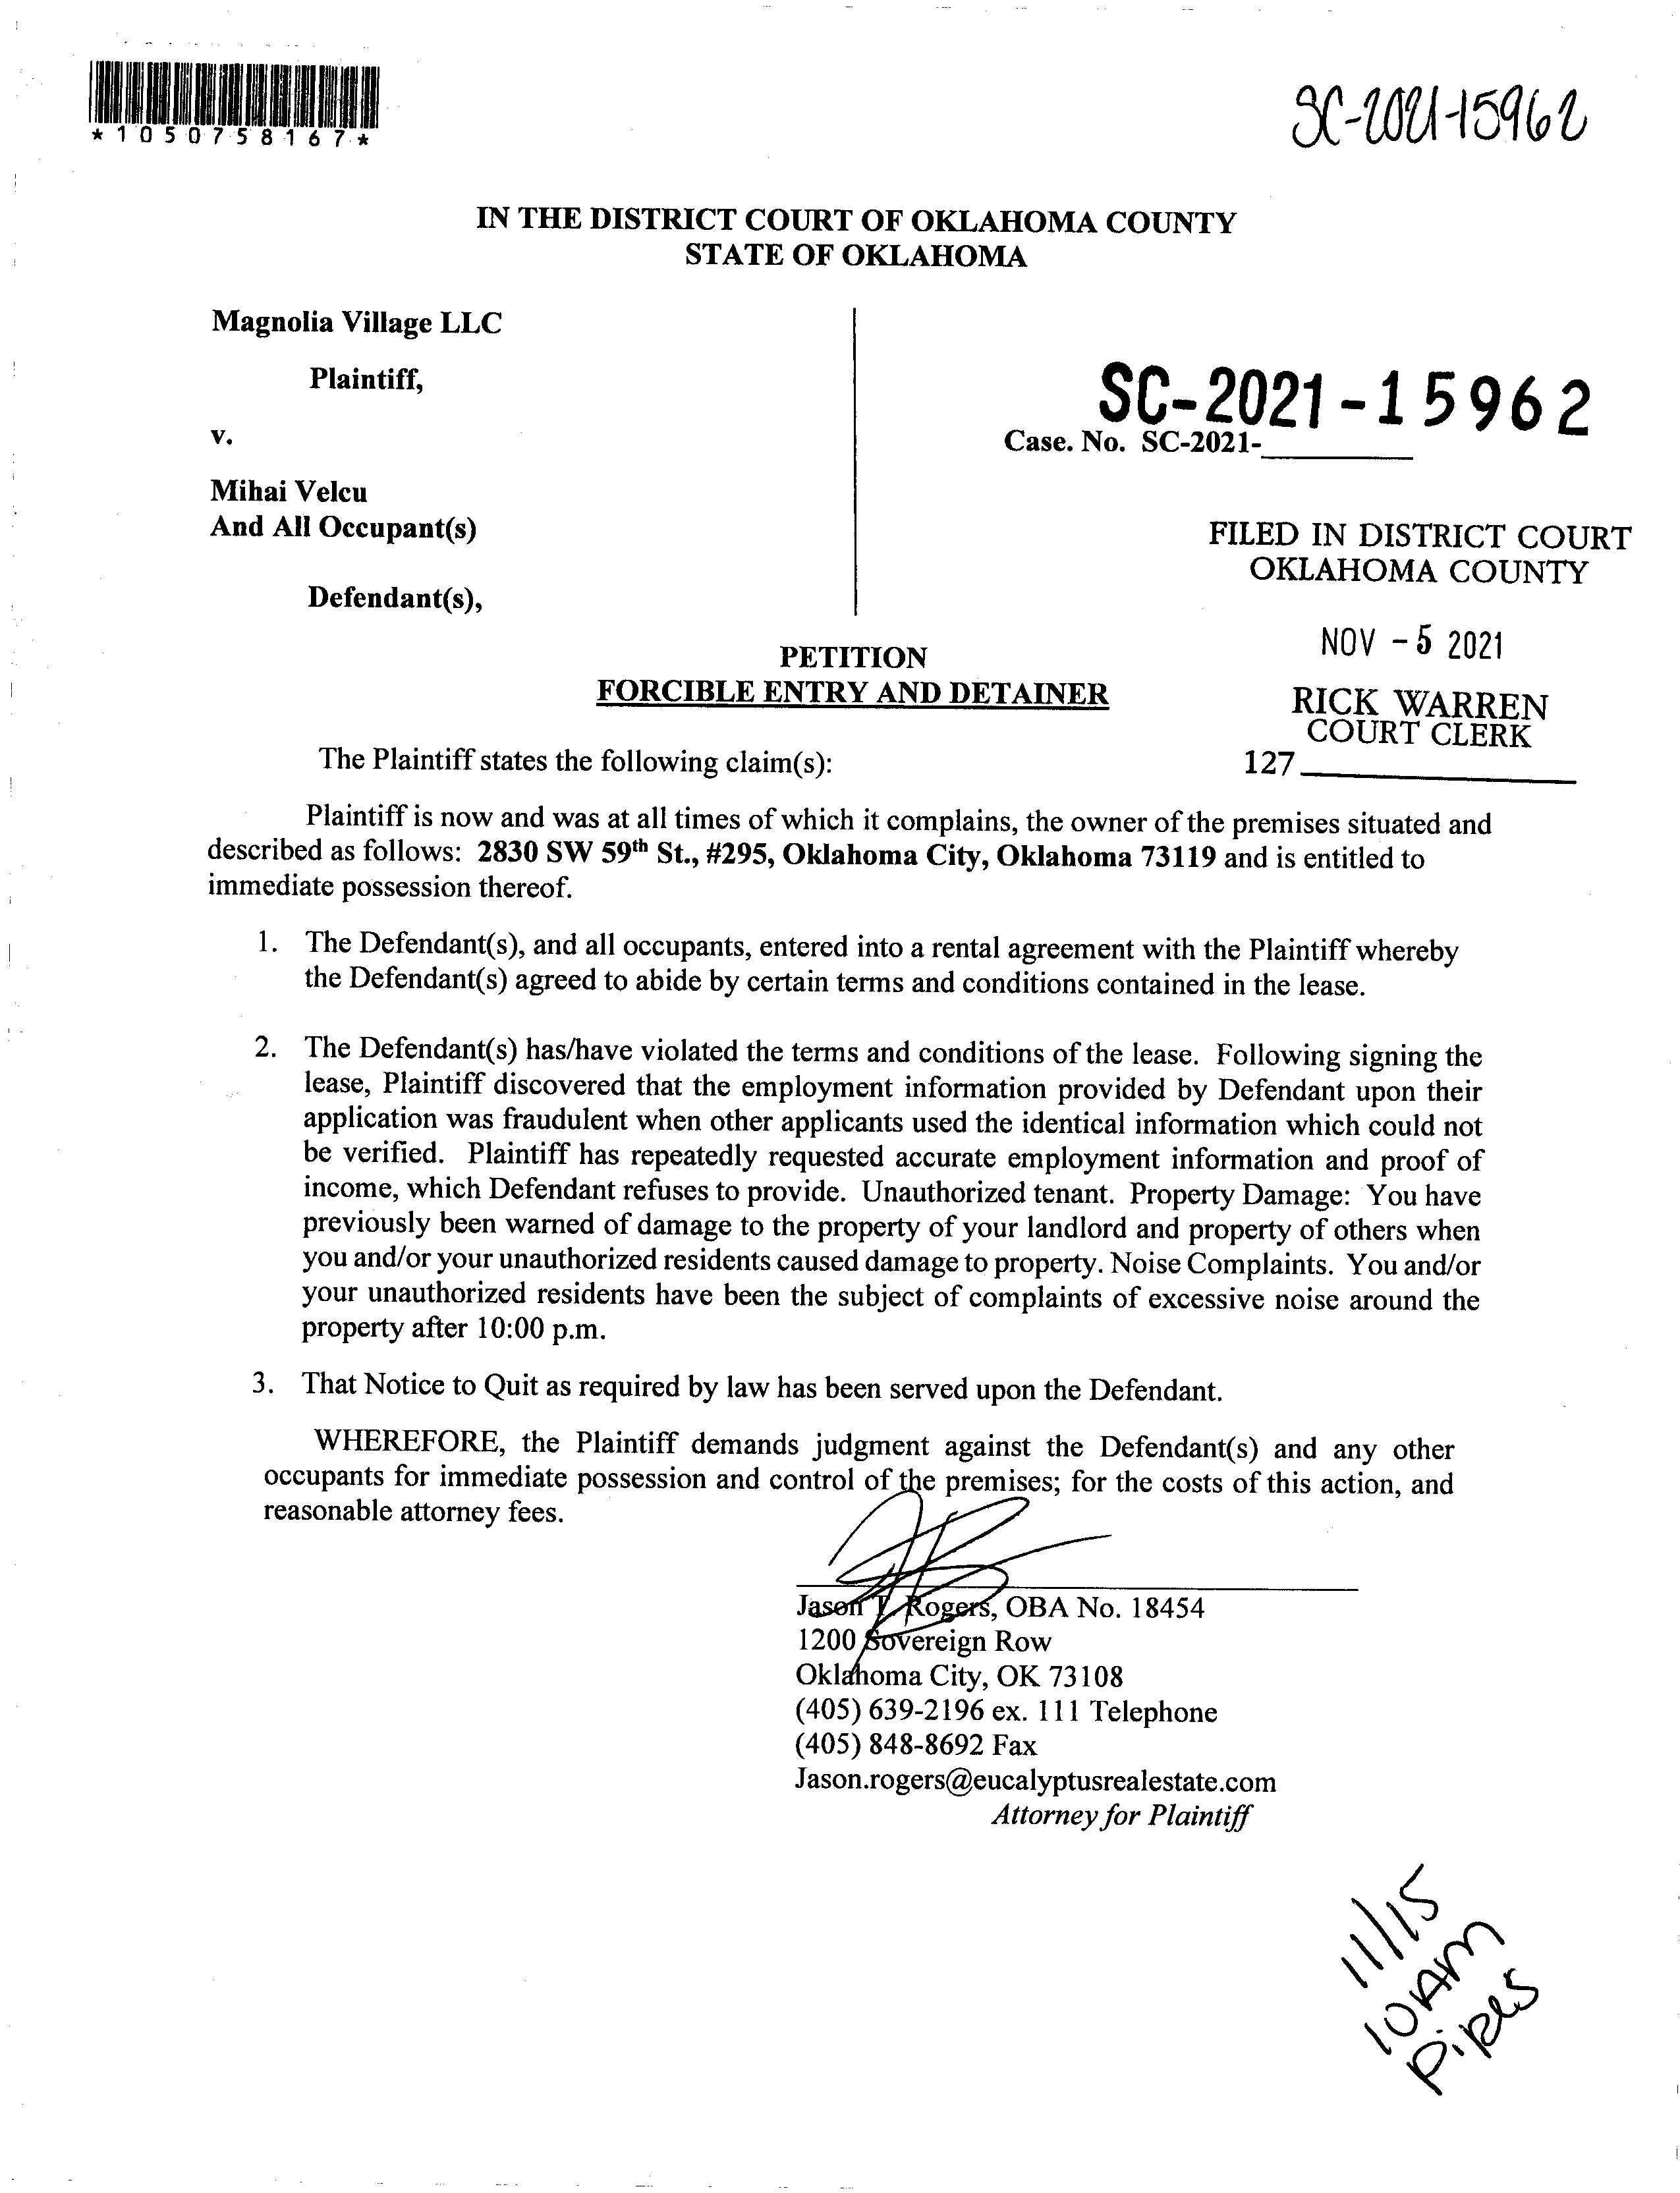 *1050758167*
SC-2021-15962
IN THE DISTRICT COURT OF OKLAHOMA COUNTY
STATE OF OKLAHOMA
Magnolia Village LLC
Plaintiff,
v.
Mihai Velcu
And All Occupant(s)
Defendant(s),
SC-2021-15962
Case. No. SC-2021-________
FILED IN DISTRICT COURT
OKLAHOMA COUNTY
NOV -5 2021
RICK WARREN
COURT CLERK
127
PETITION
FORCIBLE ENTRY AND DETAINER
The Plaintiff states the following claim(s):
Plaintiff is now and was at all times of which it complains, the owner of the premises situated and
described as follows: 2830 SW 59th St., #295, Oklahoma City, Oklahoma 73119 and is entitled to
immediate possession thereof.
1. The Defendant(s), and all occupants, entered into a rental agreement with the Plaintiff whereby
the Defendant(s) agreed to abide by certain terms and conditions contained in the lease.
2. The Defendant(s) has/have violated the terms and conditions of the lease. Following signing the
lease, Plaintiff discovered that the employment information provided by Defendant upon their
application was fraudulent when other applicants used the identical information which could not
be verified. Plaintiff has repeatedly requested accurate employment information and proof of
income, which Defendant refuses to provide. Unauthorized tenant. Property Damage: You have
previously been warned of damage to the property of your landlord and property of others when
you and/or your unauthorized residents caused damage to property. Noise Complaints. You and/or
your unauthorized residents have been the subject of complaints of excessive noise around the
property after 10:00 p.m.
3. That Notice to Quit as required by law has been served upon the Defendant.
WHEREFORE, the Plaintiff demands judgment against the Defendant(s) and any other
occupants for immediate possession and control of the premises; for the costs of this action, and
reasonable attorney fees.
Jason T. Rogers, OBA No. 18454
1200 Sovereign Row
Oklahoma City, OK 73108
(405) 639-2196 ex. 111 Telephone
(405) 848-8692 Fax
Jason.rogers@eucalyptusrealestate.com
Attorney for Plaintiff
11/15
10AM
Pipes